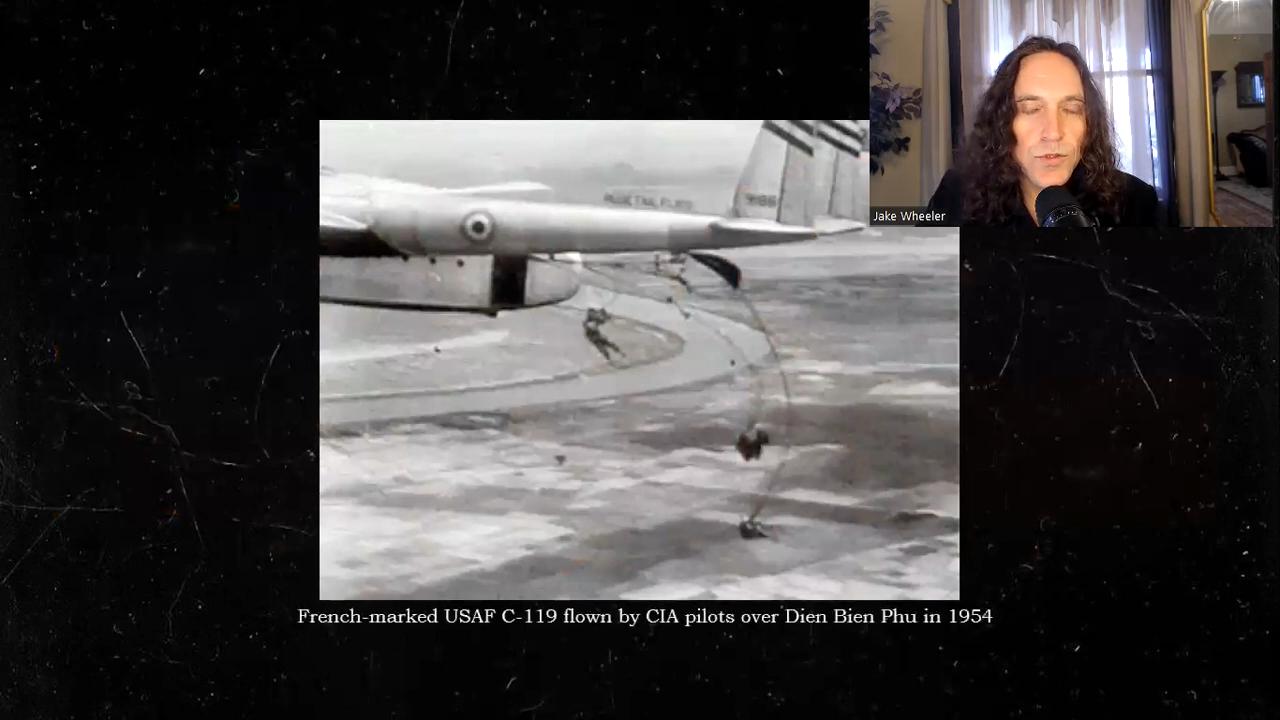 Jake Wheeler
French-marked USAF C-119 flown by CIA pilots over Dien Bien Phu in 1954